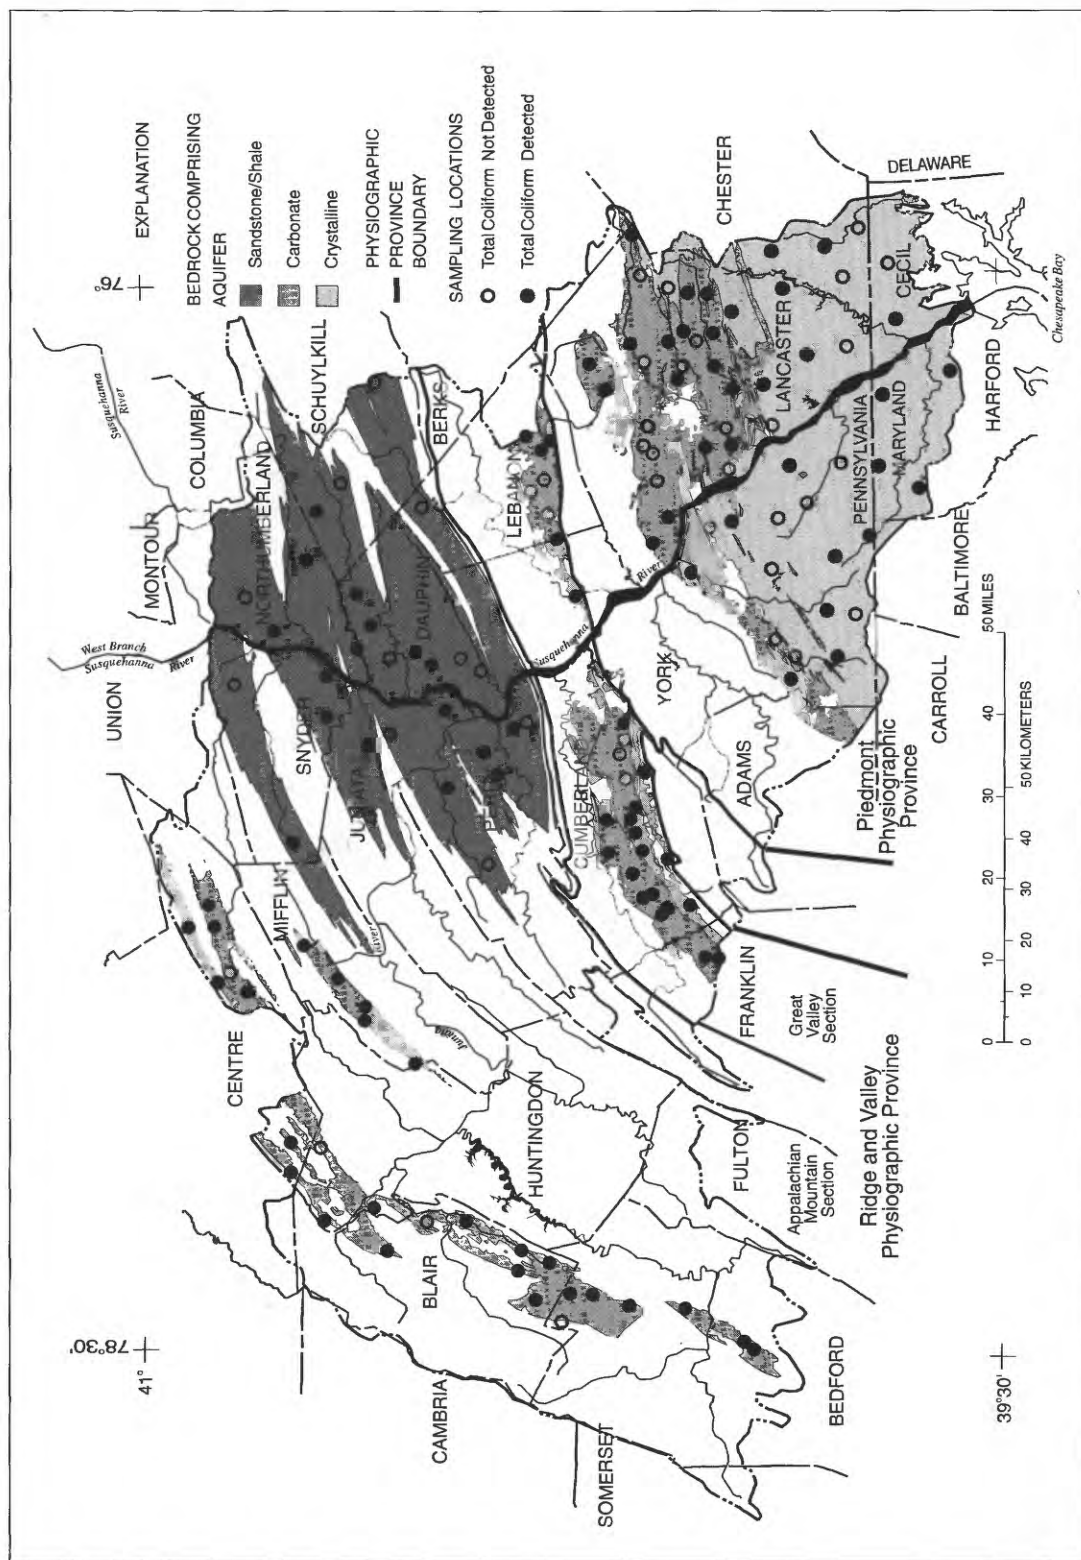 EXPLANATION
BEDROCK COMPRISING
AQUIFER
Sandstone/Shale
Carbonate
Crystalline
PHYSIOGRAPHIC
PROVINCE
BOUNDARY
SAMPLING LOCATIONS
Total Coliform Not Detected
Total Coliform Detected
78°30'
76°
41°
39°30'
Susquehanna
River
West Branch
Susquehanna
River
COLUMBIA
MONTOUR
UNION
NORTHUMBERLAND
SCHUYLKILL
SNYDER
CENTRE
MIFFLIN
JUNIATA
River
Juniata
DAUPHIN
BERKS
PERRY
LEBANON
CAMBRIA
BLAIR
HUNTINGDON
CUMBERLAND
Susquehanna
River
YORK
CHESTER
LANCASTER
SOMERSET
BEDFORD
FULTON
FRANKLIN
ADAMS
PENNSYLVANIA
MARYLAND
DELAWARE
CECIL
CARROLL
BALTIMORE
HARFORD
Chesapeake Bay
Appalachian
Mountain
Section
Great
Valley
Section
Ridge and Valley
Physiographic Province
Piedmont
Physiographic
Province
0 10 20 30 40 50 MILES
0 10 20 30 40 50 KILOMETERS